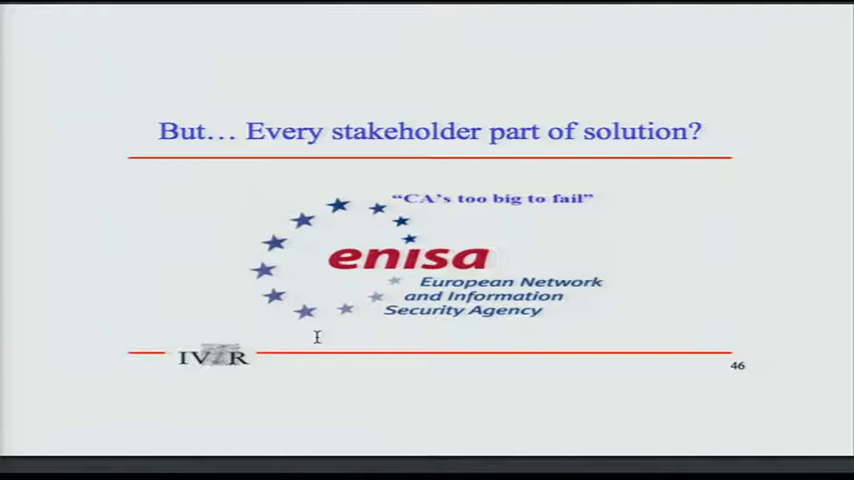 But… Every stakeholder part of solution?
“CA’s too big to fail”
enisa
European Network
and Information
Security Agency
IViR
46